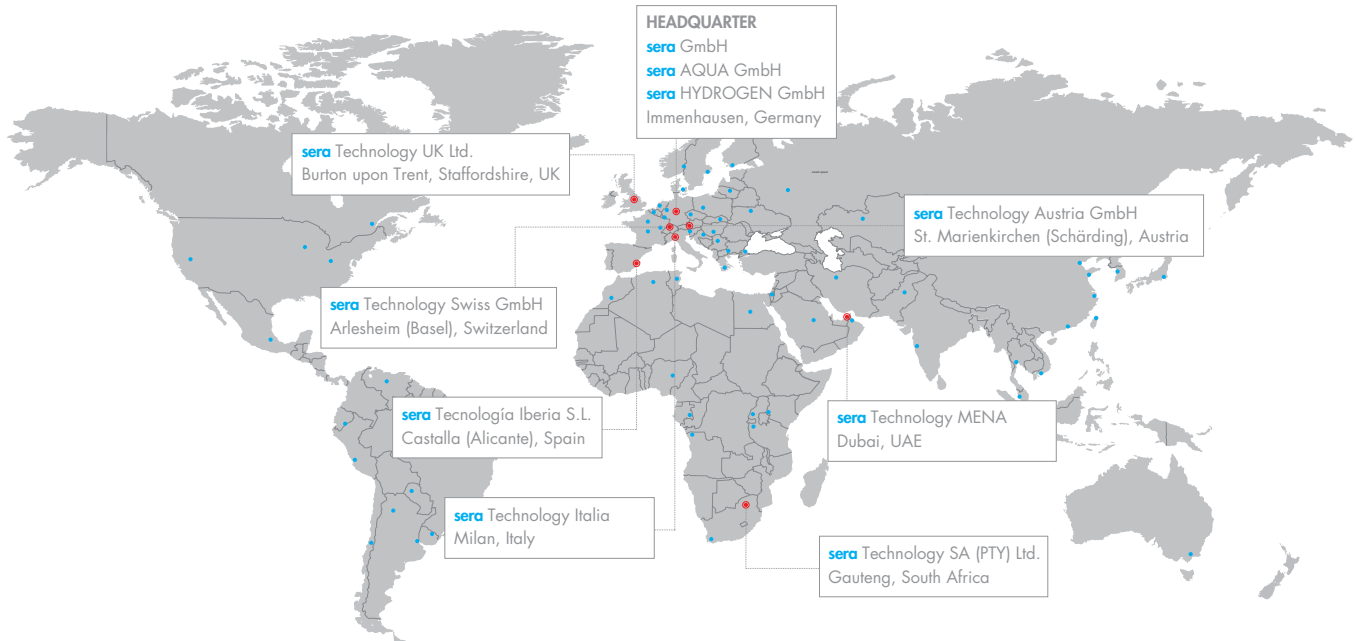 HEADQUARTER
sera GmbH
sera AQUA GmbH
sera HYDROGEN GmbH
Immenhausen, Germany
sera Technology UK Ltd.
Burton upon Trent, Staffordshire, UK
sera Technology Austria GmbH
St. Marienkirchen (Schärding), Austria
sera Technology Swiss GmbH
Arlesheim (Basel), Switzerland
sera Tecnología Iberia S.L.
Castalla (Alicante), Spain
sera Technology MENA
Dubai, UAE
sera Technology Italia
Milan, Italy
sera Technology SA (PTY) Ltd.
Gauteng, South Africa